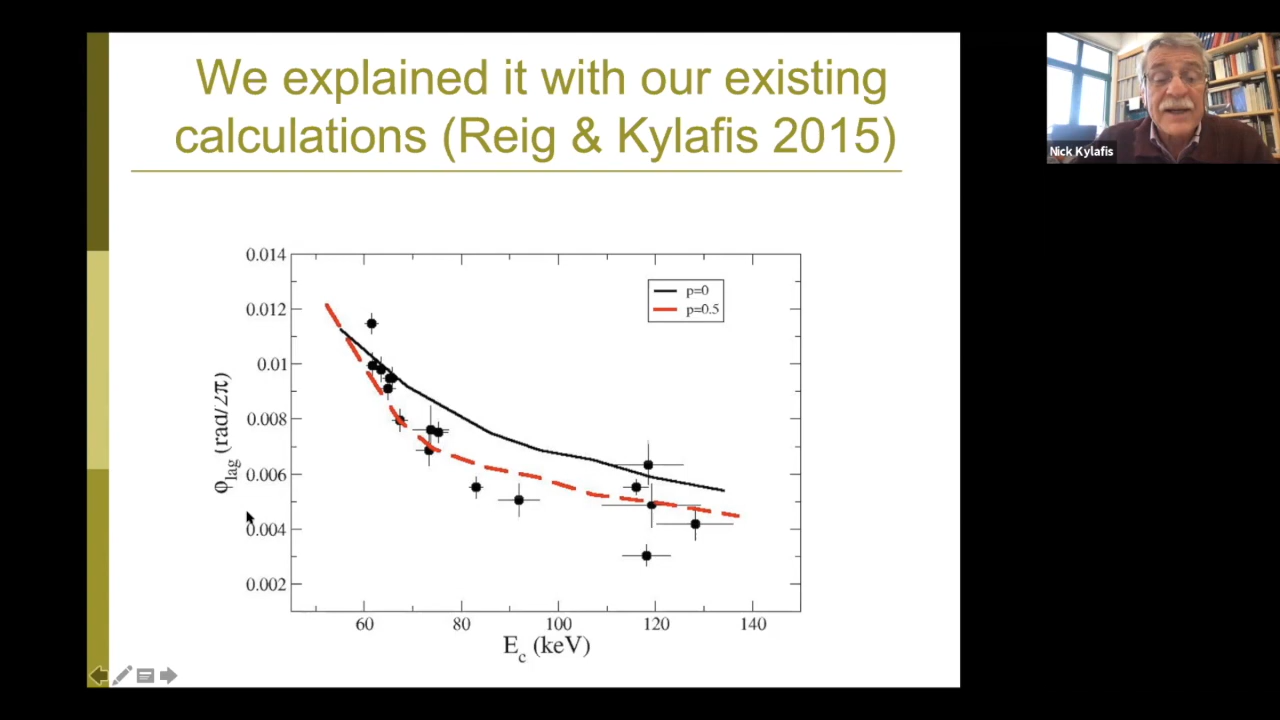 We explained it with our existing
calculations (Reig & Kylafis 2015)
Nick Kylafis
0.014
0.012
0.01
0.008
0.006
0.004
0.002
φlag (rad/2π)
p=0
p=0.5
60 80 100 120 140
Ec (keV)